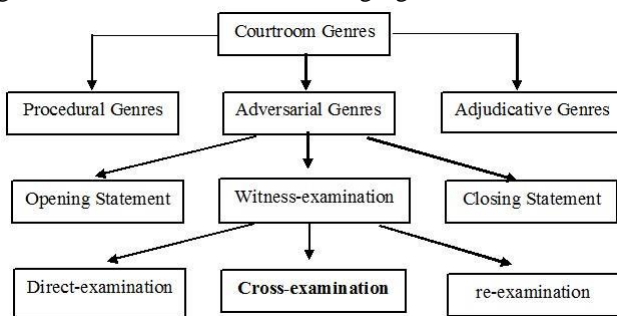 Courtroom Genres
Procedural Genres
Adversarial Genres
Adjudicative Genres
Opening Statement
Witness-examination
Closing Statement
Direct-examination
Cross-examination
re-examination